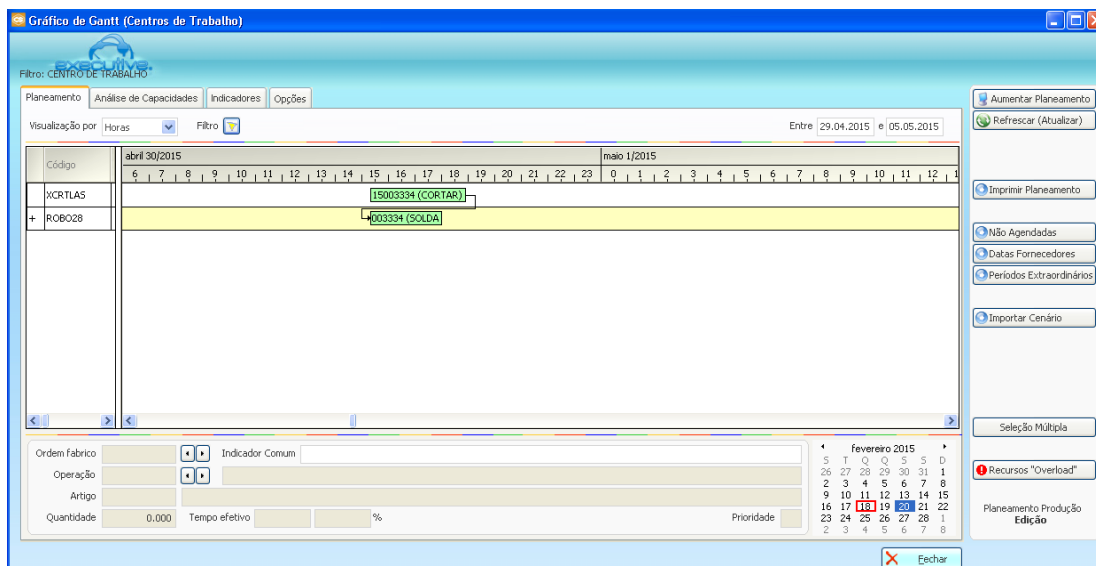 Gráfico de Gantt (Centros de Trabalho)
executive.
Filtro: CENTRO DE TRABALHO
Planeamento Análise de Capacidades Indicadores Opções
Visualização por Horas Filtro Entre 29.04.2015 e 05.05.2015
Código abril 30/2015 maio 1/2015
6 7 8 9 10 11 12 13 14 15 16 17 18 19 20 21 22 23 0 1 2 3 4 5 6 7 8 9 10 11 12 1
XCRTLAS 15003334 (CORTAR)
+ ROBO28 003334 (SOLDA
Ordem fabrico Indicador Comum
Operação
Artigo
Quantidade 0.000 Tempo efetivo % Prioridade
fevereiro 2015
S T Q Q S S D
26 27 28 29 30 31 1
2 3 4 5 6 7 8
9 10 11 12 13 14 15
16 17 18 19 20 21 22
23 24 25 26 27 28 1
2 3 4 5 6 7 8
Aumentar Planeamento
Refrescar (Atualizar)
Imprimir Planeamento
Não Agendadas
Datas Fornecedores
Períodos Extraordinários
Importar Cenário
Seleção Múltipla
Recursos "Overload"
Planeamento Produção
Edição
Fechar